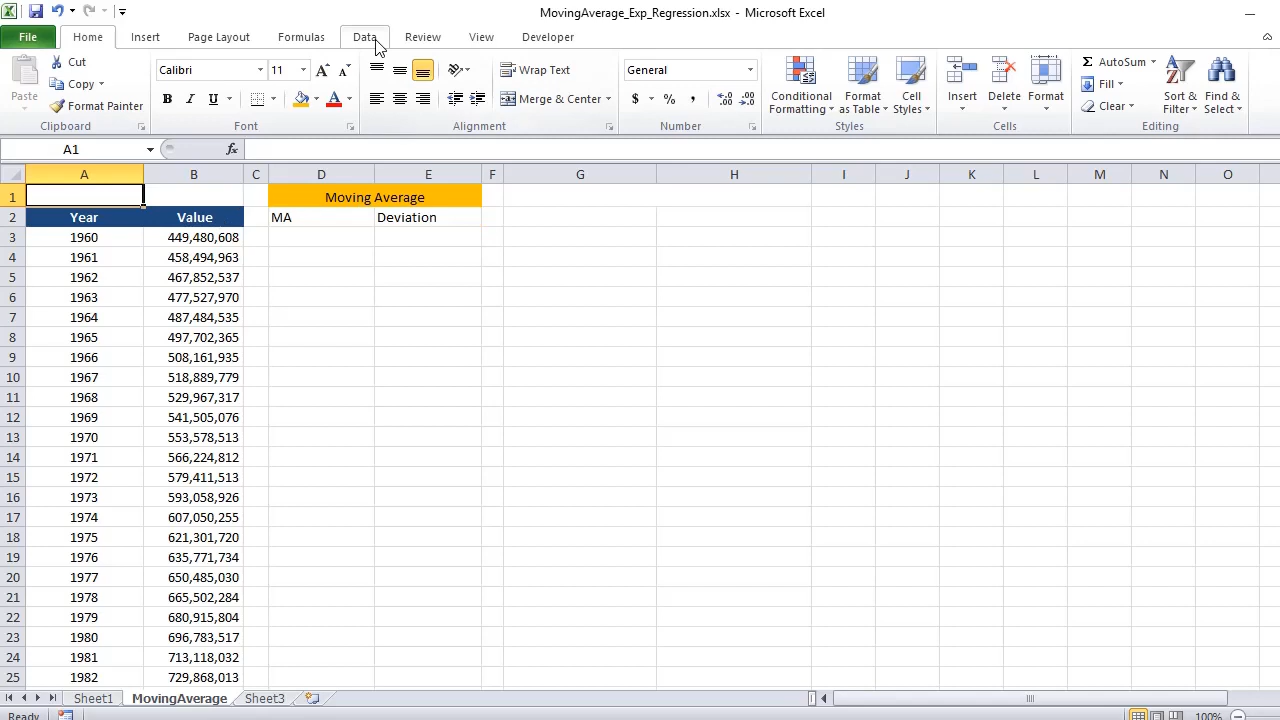 MovingAverage_Exp_Regression.xlsx - Microsoft Excel
File Home Insert Page Layout Formulas Data Review View Developer
Paste Cut Copy Format Painter Clipboard
Calibri 11 B I U A Font
Wrap Text Merge & Center Alignment
General $ % , Number
Conditional Formatting Format as Table Cell Styles Styles
Insert Delete Format Cells
Σ AutoSum Fill Clear Sort & Filter Find & Select Editing
A1 fx
A B C D E F G H I J K L M N O
1 Moving Average
2 Year Value MA Deviation
3 1960 449,480,608
4 1961 458,494,963
5 1962 467,852,537
6 1963 477,527,970
7 1964 487,484,535
8 1965 497,702,365
9 1966 508,161,935
10 1967 518,889,779
11 1968 529,967,317
12 1969 541,505,076
13 1970 553,578,513
14 1971 566,224,812
15 1972 579,411,513
16 1973 593,058,926
17 1974 607,050,255
18 1975 621,301,720
19 1976 635,771,734
20 1977 650,485,030
21 1978 665,502,284
22 1979 680,915,804
23 1980 696,783,517
24 1981 713,118,032
25 1982 729,868,013
Sheet1 MovingAverage Sheet3
Ready 100%